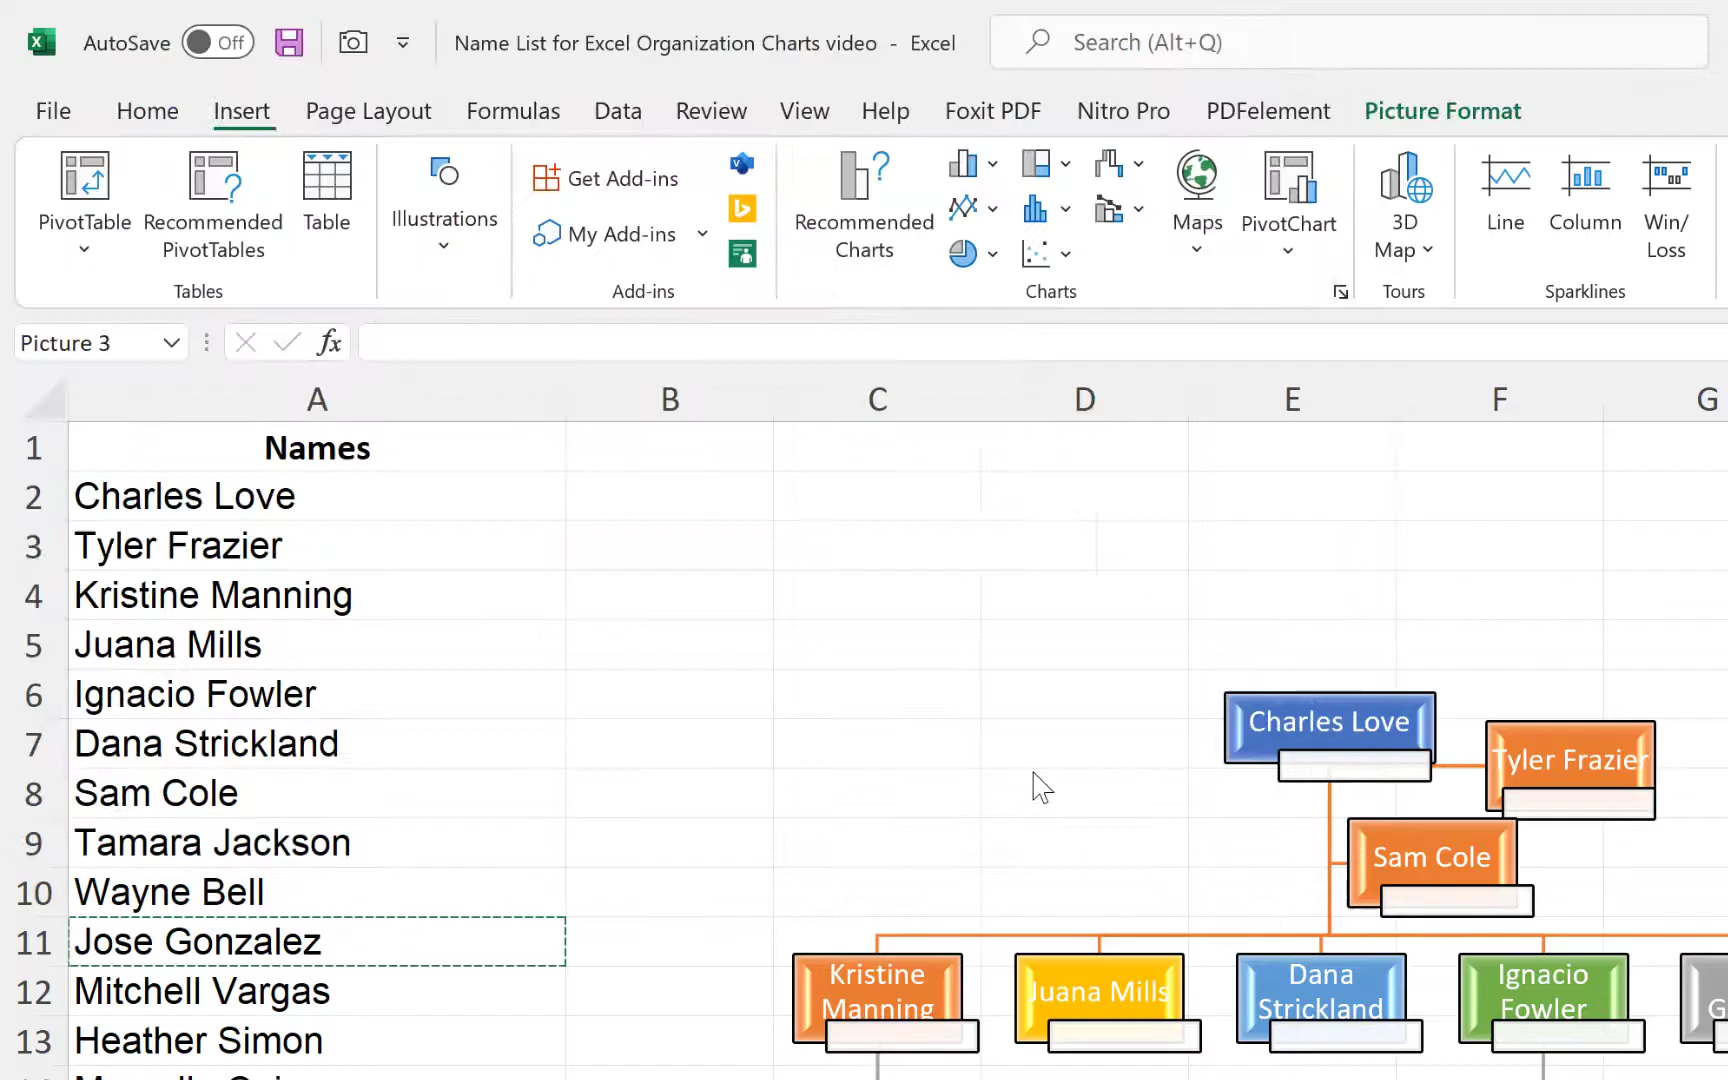 AutoSave Off Name List for Excel Organization Charts video - Excel Search (Alt+Q)
File Home Insert Page Layout Formulas Data Review View Help Foxit PDF Nitro Pro PDFelement Picture Format
PivotTable
Recommended
PivotTables
Table
Tables
Illustrations
Get Add-ins
My Add-ins
Add-ins
Recommended
Charts
Maps
PivotChart
Charts
3D
Map
Tours
Line
Column
Win/
Loss
Sparklines
Picture 3 fx
A B C D E F G
1 Names
2 Charles Love
3 Tyler Frazier
4 Kristine Manning
5 Juana Mills
6 Ignacio Fowler
7 Dana Strickland
8 Sam Cole
9 Tamara Jackson
10 Wayne Bell
11 Jose Gonzalez
12 Mitchell Vargas
13 Heather Simon
Charles Love
Tyler Frazier
Sam Cole
Kristine
Manning
Juana Mills
Dana
Strickland
Ignacio
Fowler
G